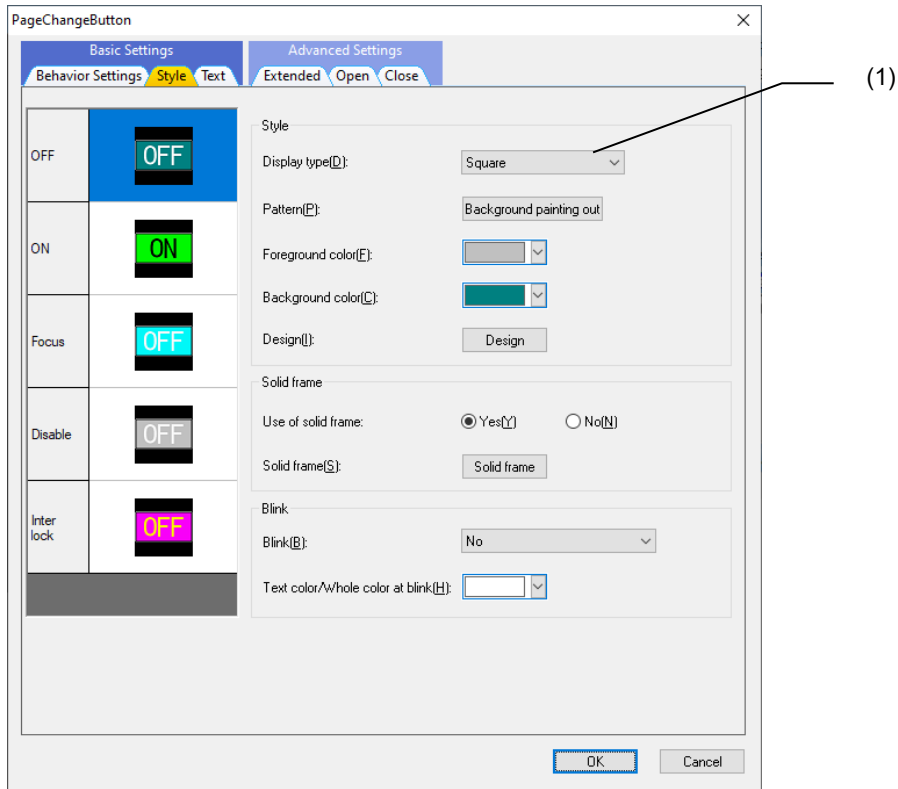 PageChangeButton
Basic Settings
Advanced Settings
Behavior Settings Style Text
Extended Open Close
(1)
OFF
OFF
ON
ON
Focus
OFF
Disable
OFF
Inter
lock
OFF
Style
Display type(D):
Square
Pattern(P):
Background painting out
Foreground color(F):
Background color(C):
Design(I):
Design
Solid frame
Use of solid frame:
Yes(Y)
No(N)
Solid frame(S):
Solid frame
Blink
Blink(B):
No
Text color/Whole color at blink(H):
OK
Cancel